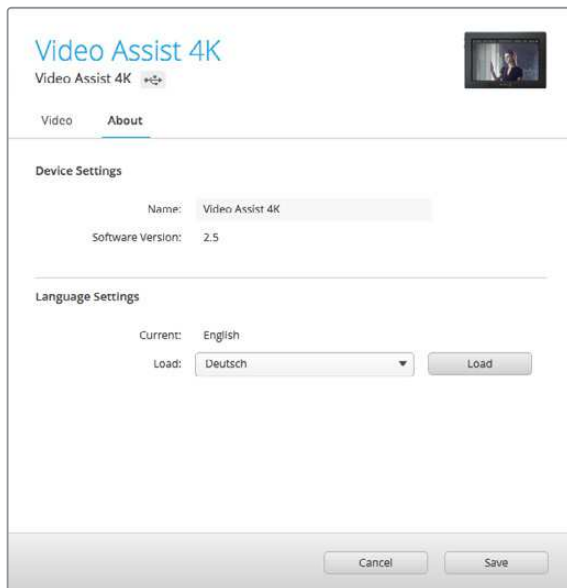 Video Assist 4K
Video Assist 4K
Video About
Device Settings
Name: Video Assist 4K
Software Version: 2.5
Language Settings
Current: English
Load: Deutsch Load
Cancel Save